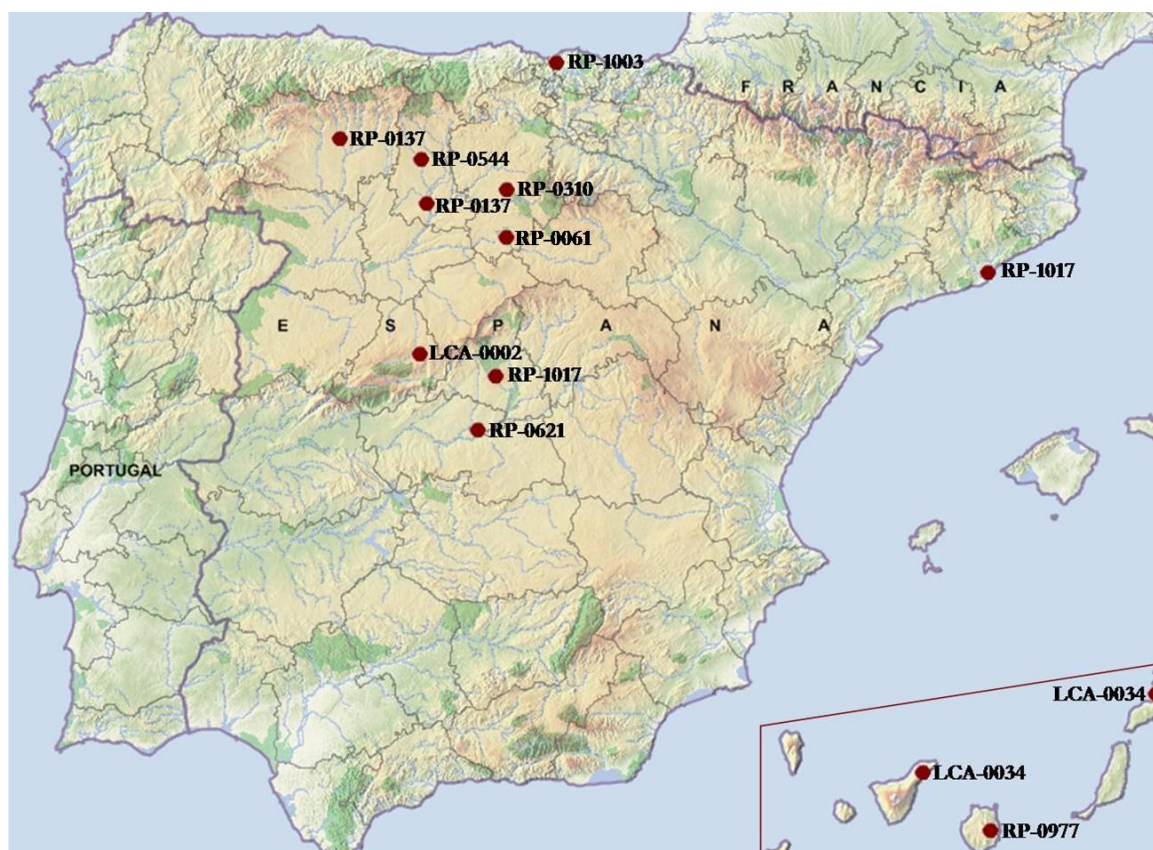 RP-1003
F R A N C I A
RP-0137
RP-0544
RP-0310
RP-0137
RP-0061
RP-1017
E S P A N A
LCA-0002
RP-1017
RP-0621
PORTUGAL
LCA-0034
LCA-0034
RP-0977